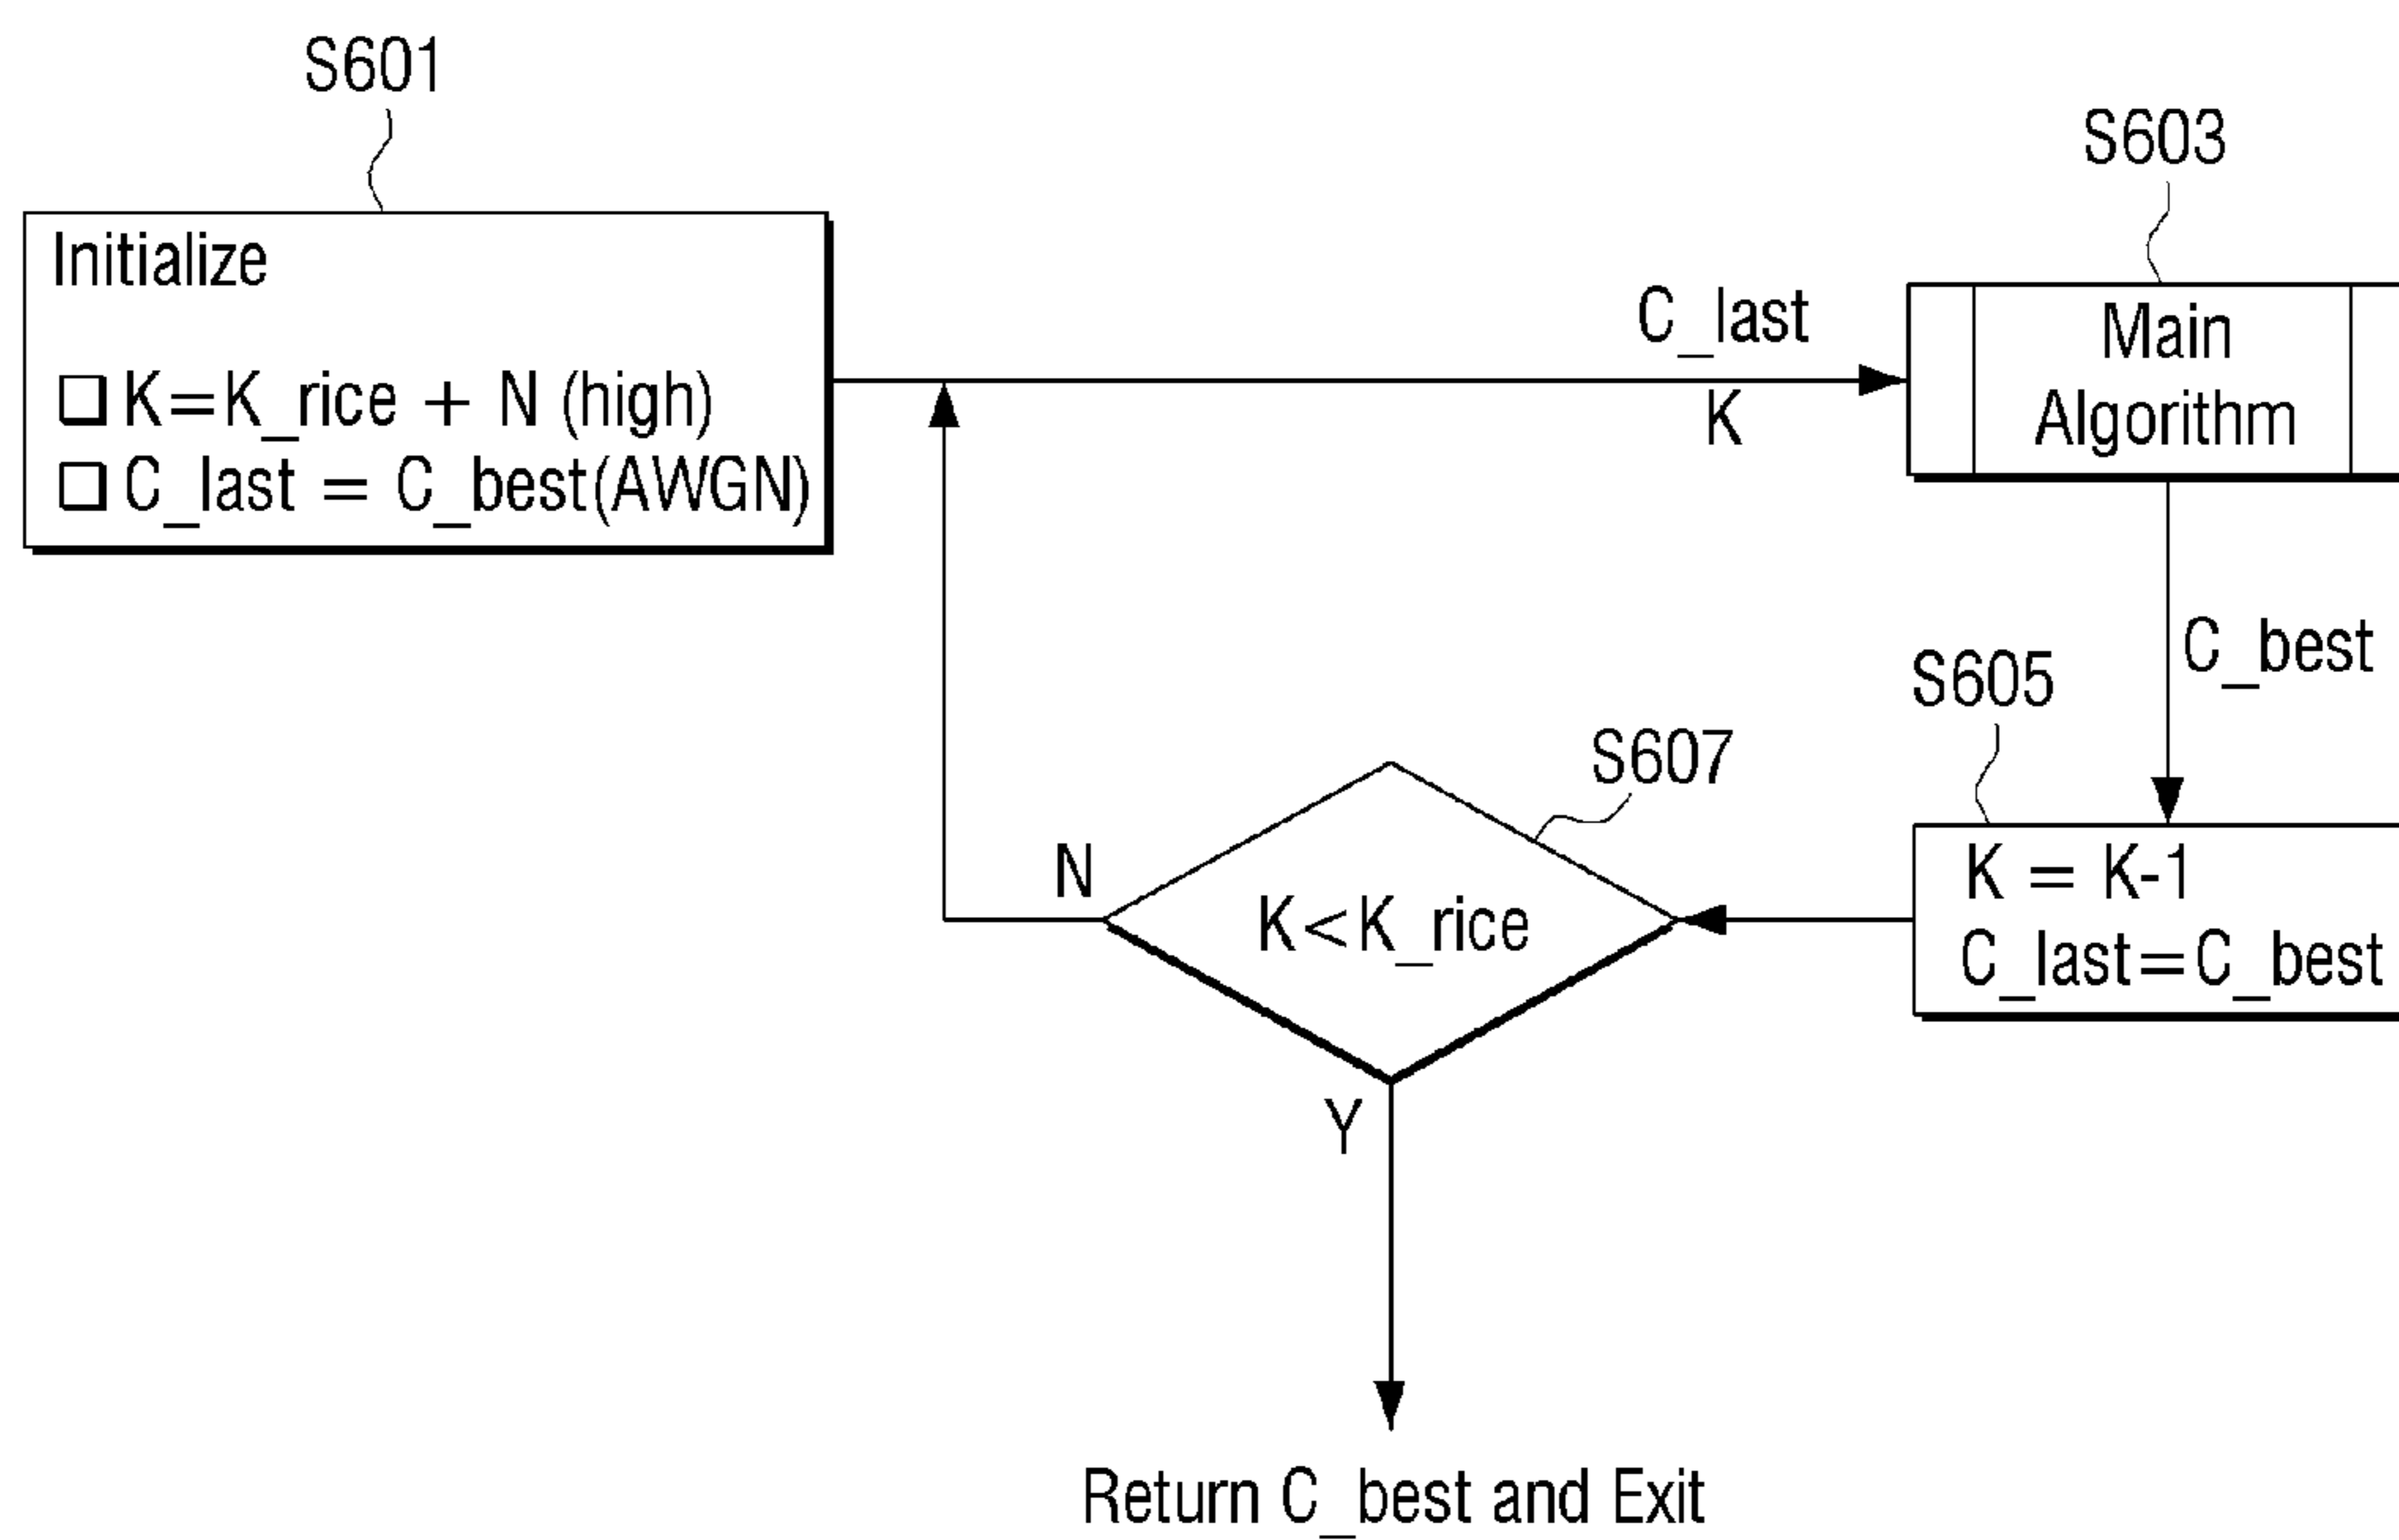 S601
Initialize
K=K_rice + N (high)
C_last = C_best(AWGN)
C_last
K
S603
Main
Algorithm
C_best
S605
K = K-1
C_last=C_best
S607
K<K_rice
N
Y
Return C_best and Exit